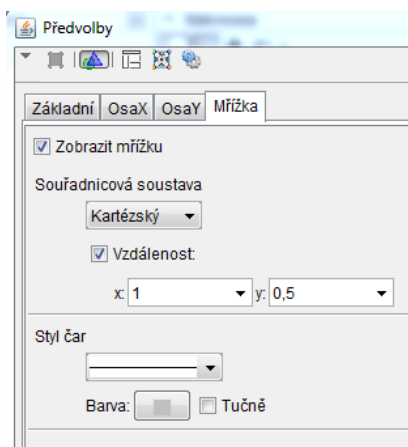 Předvolby
Základní OsaX OsaY Mřížka
Zobrazit mřížku
Souřadnicová soustava
Kartézský
Vzdálenost:
x: 1 y: 0,5
Styl čar
Barva: Tučně